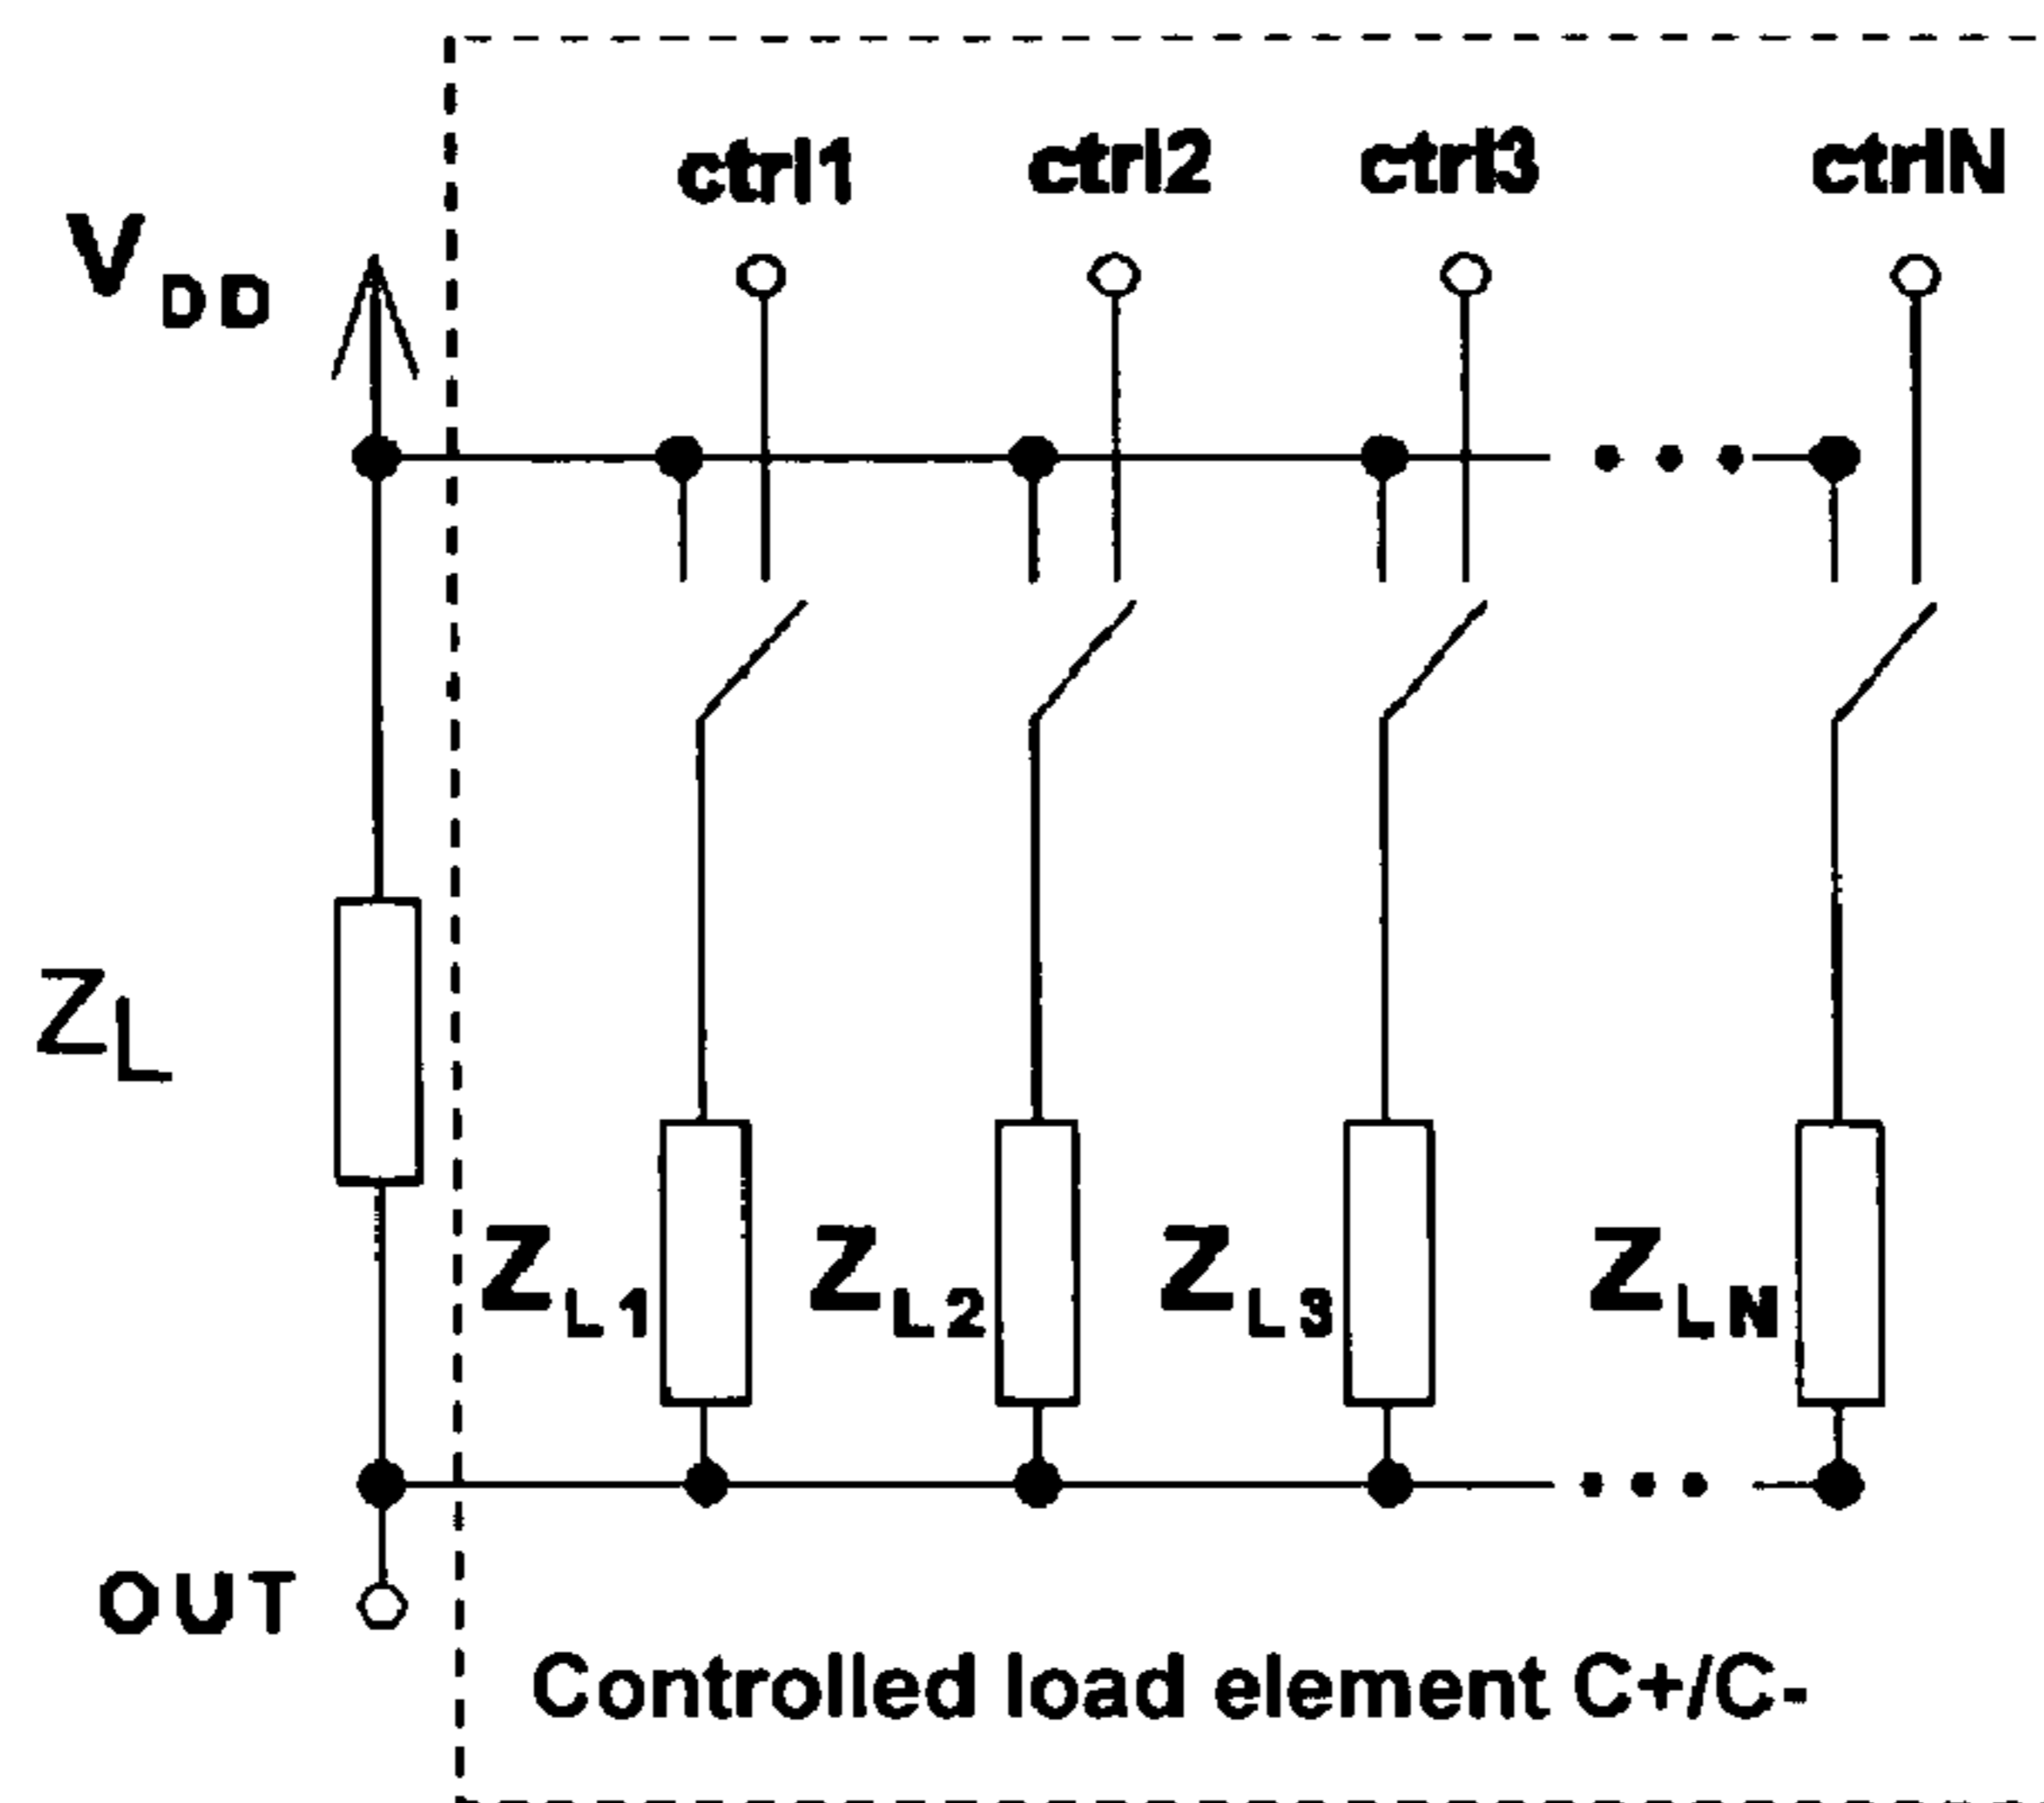 ctrl1 ctrl2 ctrl3 ctrlN
VDD
ZL
ZL1 ZL2 ZL3 ZLN
OUT
Controlled load element C+/C-